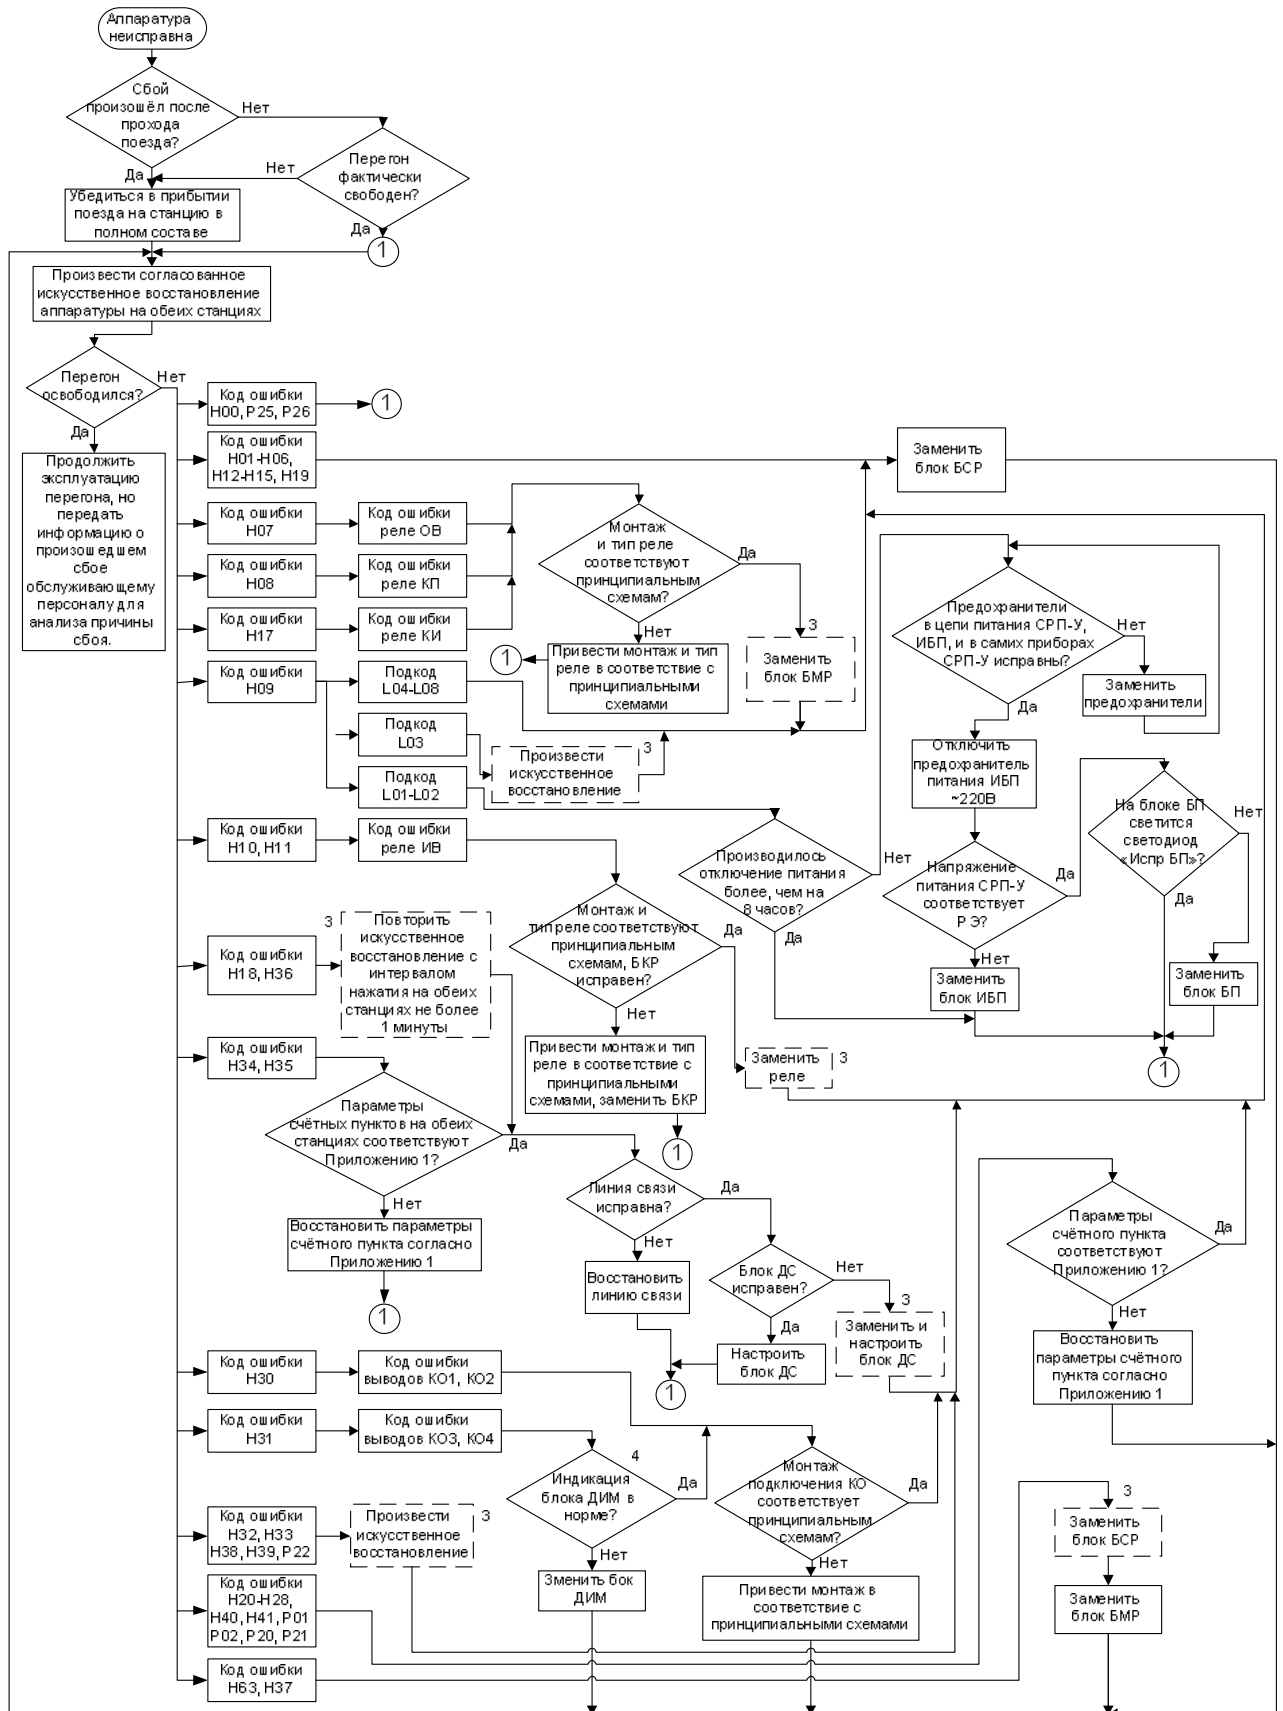 Аппаратура
неисправна
Сбой
произошёл после
прохода
поезда?
Нет
Да
Перегон
фактически
свободен?
Нет
Да
1
Убедиться в прибытии
поезда на станцию в
полном составе
Произвести согласованное
искусственное восстановление
аппаратуры на обеих станциях
Перегон
освободился?
Нет
Да
Продолжить
эксплуатацию
перегона, но
передать
информацию о
произошедшем
сбое
обслуживающему
персоналу для
анализа причины
сбоя.
Код ошибки
Н00, Р25, Р26
1
Код ошибки
Н01-Н06,
Н12-Н15, Н19
Заменить
блок БСР
Код ошибки
Н07
Код ошибки
реле ОВ
Код ошибки
Н08
Код ошибки
реле КП
Код ошибки
Н17
Код ошибки
реле КИ
Монтаж
и тип реле
соответствуют
принципиальным
схемам?
Да
Нет
1
Привести монтаж и тип
реле в соответствие с
принципиальными
схемами
3
Заменить
блок БМР
Предохранители
в цепи питания СРП-У,
ИБП, и в самих приборах
СРП-У исправны?
Нет
Да
Заменить
предохранители
Код ошибки
Н09
Подкод
L04-L08
Подкод
L03
Подкод
L01-L02
Произвести
искусственное
восстановление
3
Отключить
предохранитель
питания ИБП
~220В
На блоке БП
светится
светодиод
«Испр БП»?
Нет
Да
Код ошибки
Н10, Н11
Код ошибки
реле ИВ
Производилось
отключение питания
более, чем на
8 часов?
Нет
Да
Напряжение
питания СРП-У
соответствует
РЭ?
Да
Нет
Монтаж и
тип реле соответствуют
принципиальным
схемам, БКР
исправен?
Да
Нет
Заменить
блок ИБП
Заменить
блок БП
1
Код ошибки
Н18, Н36
3
Повторить
искусственное
восстановление с
интервалом
нажатия на обеих
станциях не более
1 минуты
Привести монтаж и тип
реле в соответствие с
принципиальными
схемами, заменить БКР
1
Заменить
реле
3
Код ошибки
Н34, Н35
Параметры
счётных пунктов на обеих
станциях соответствуют
Приложению 1?
Да
Нет
Восстановить параметры
счётного пункта согласно
Приложению 1
1
Линия связи
исправна?
Да
Нет
Восстановить
линию связи
Блок ДС
исправен?
Нет
Да
Настроить
блок ДС
1
3
Заменить и
настроить
блок ДС
Параметры
счётного пункта
соответствуют
Приложению 1?
Да
Нет
Восстановить
параметры счётного
пункта согласно
Приложению 1
Код ошибки
Н30
Код ошибки
выводов КО1, КО2
Код ошибки
Н31
Код ошибки
выводов КО3, КО4
4
Индикация
блока ДИМ в
норме?
Да
Нет
Зменить бок
ДИМ
Монтаж
подключения КО
соответствует
принципиальным
схемам?
Да
Нет
Привести монтаж в
соответствие с
принципиальными схемами
Код ошибки
Н32, Н33
Н38, Н39, Р22
Произвести
искусственное
восстановление
3
3
Заменить
блок БСР
Заменить
блок БМР
Код ошибки
Н20-Н28,
Н40, Н41, Р01
Р02, Р20, Р21
Код ошибки
Н63, Н37